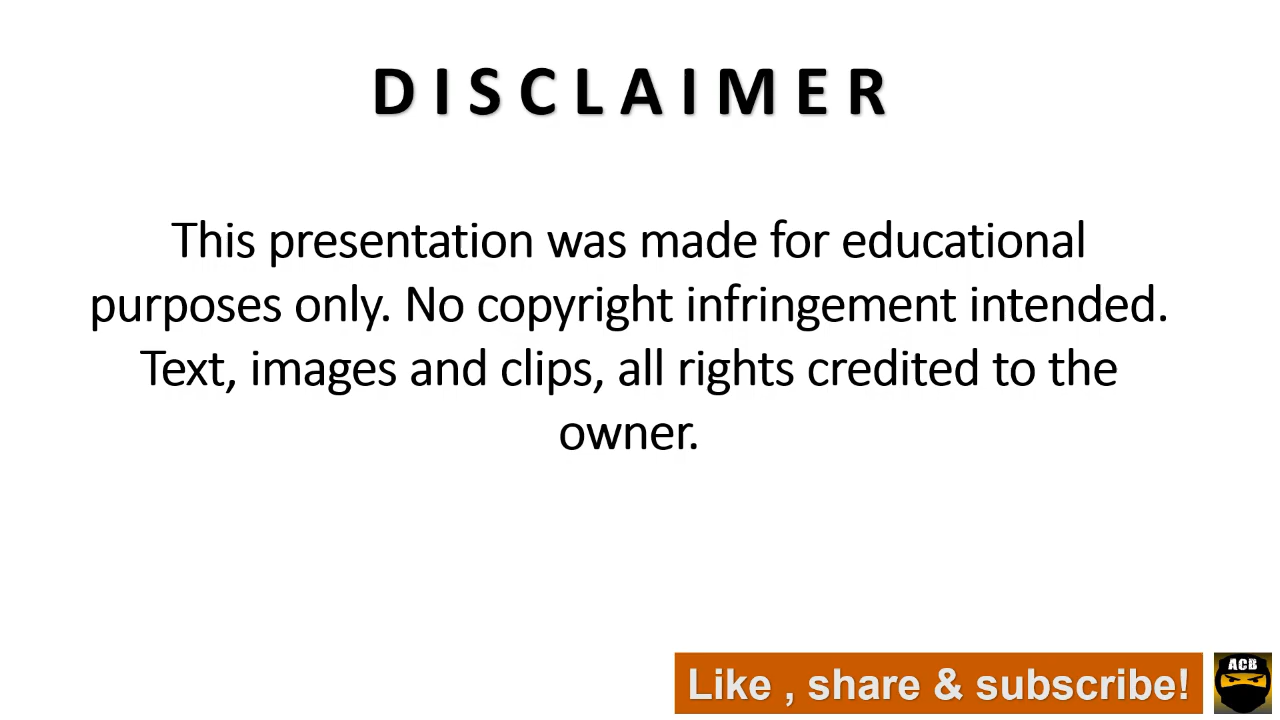 D I S C L A I M E R
This presentation was made for educational
purposes only. No copyright infringement intended.
Text, images and clips, all rights credited to the
owner.
Like , share & subscribe!
ACB